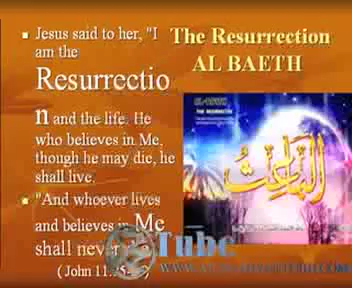 Jesus said to her, "I
am the
Resurrectio
n and the life. He
who believes in Me,
though he may die, he
shall live.
"And whoever lives
and believes in Me
shall never
( John 11:25-
The Resurrection
AL BAETH
THE RESURRECTION
الباعث
Tube